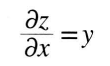 ∂z/∂x = y